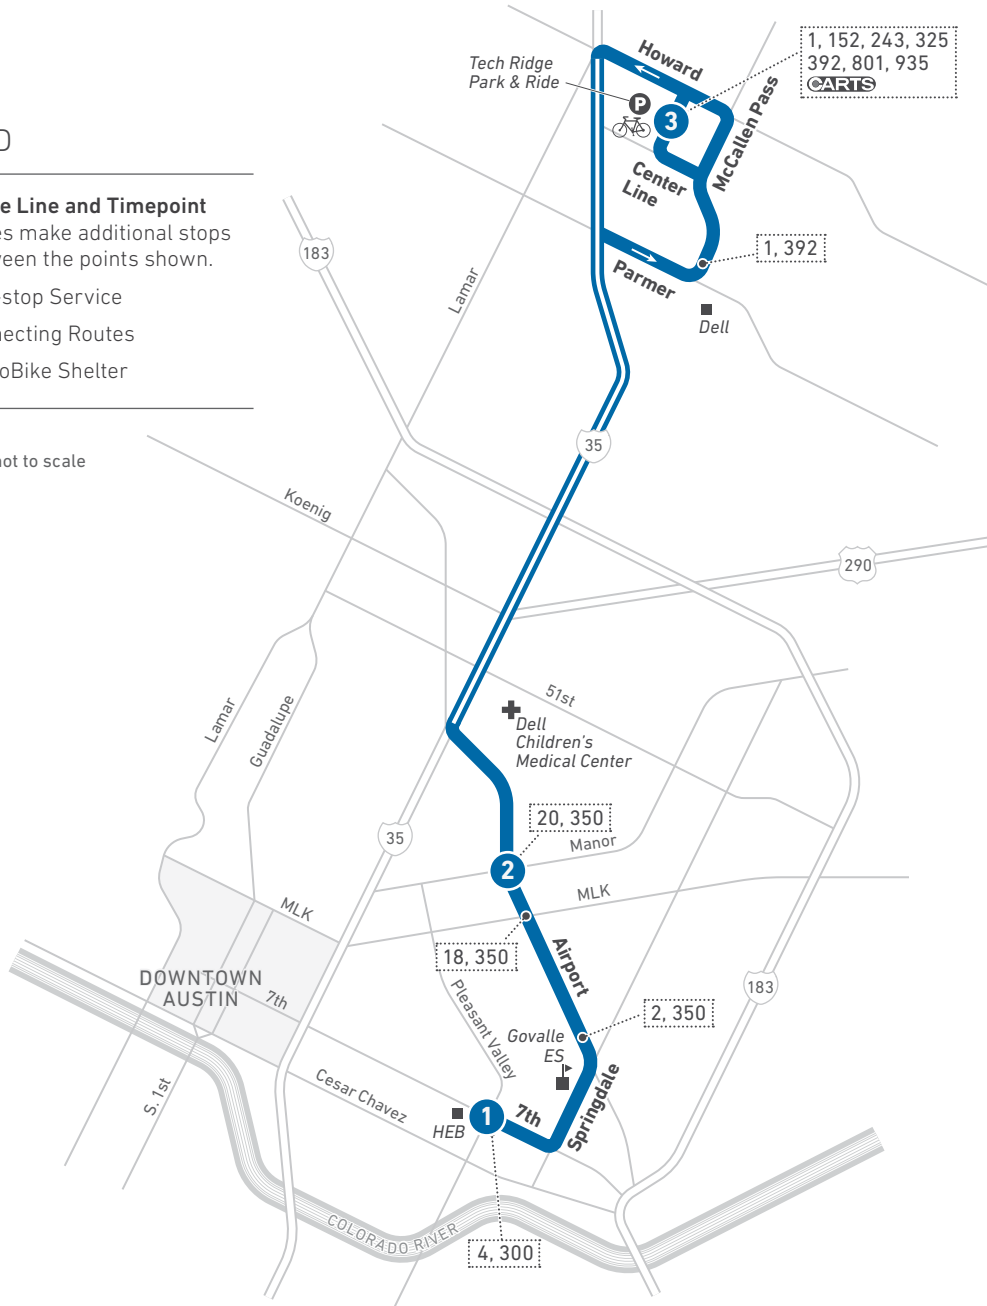 Howard
1, 152, 243, 325
392, 801, 935
CARTS
Tech Ridge
Park & Ride
P
3
McCallen Pass
Center
Line
e Line and Timepoint
es make additional stops
ween the points shown.
-stop Service
necting Routes
oBike Shelter
not to scale
183
1, 392
Parmer
Dell
Lamar
35
Koenig
290
51st
Dell
Children's
Medical Center
Lamar
Guadalupe
20, 350
Manor
35
2
MLK
MLK
18, 350
Airport
DOWNTOWN
AUSTIN
7th
Pleasant Valley
183
2, 350
Govalle
ES
Springdale
S. 1st
Cesar Chavez
HEB
1
7th
COLORADO RIVER
4, 300